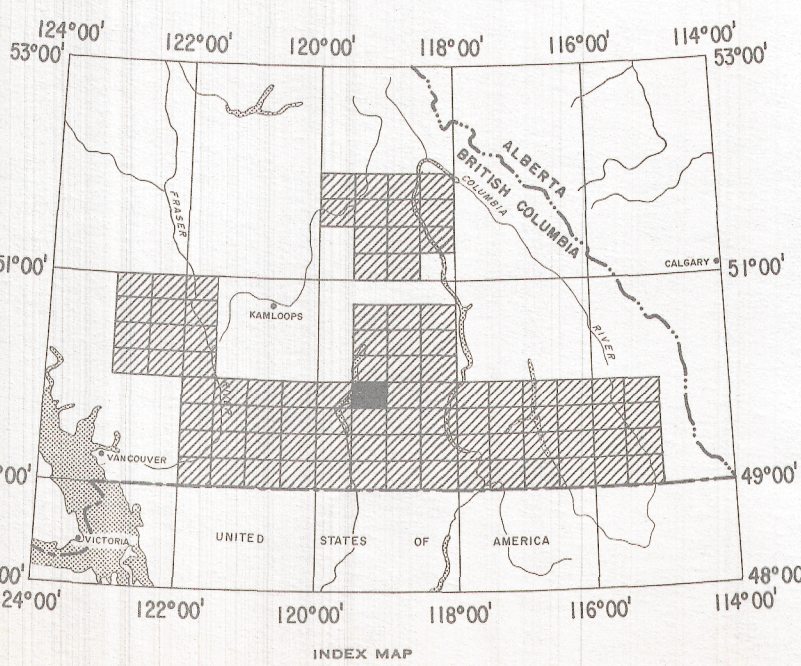 124°00'
122°00'
120°00'
118°00'
116°00'
114°00'
53°00'
53°00'
ALBERTA
BRITISH COLUMBIA
COLUMBIA
FRASER
51°00'
CALGARY
51°00'
KAMLOOPS
RIVER
VANCOUVER
00'
49°00'
VICTORIA
UNITED STATES OF AMERICA
00'
48°00'
24°00'
122°00'
120°00'
118°00'
116°00'
114°00'
INDEX MAP